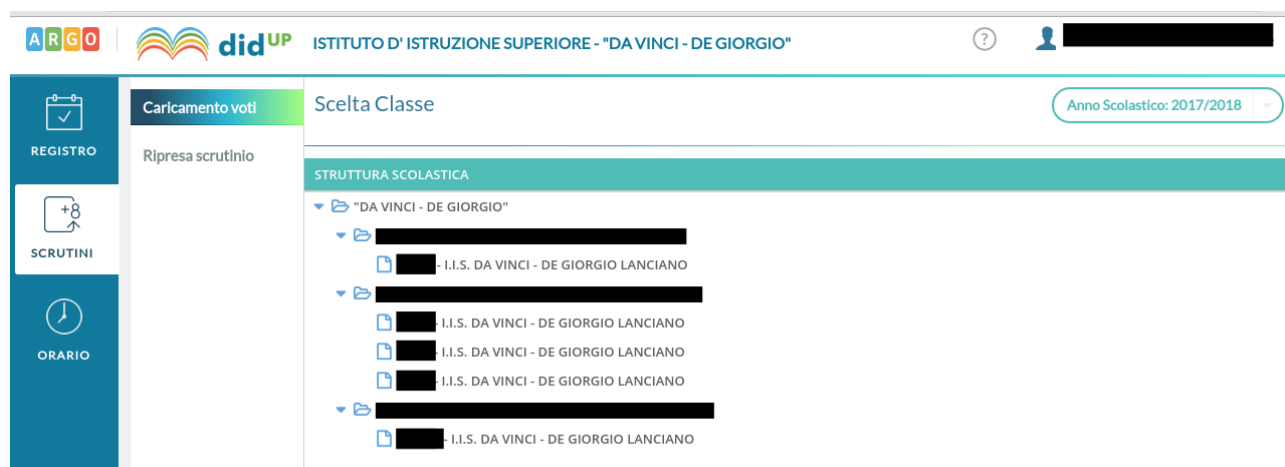 ARGO
didUP
ISTITUTO D' ISTRUZIONE SUPERIORE - "DA VINCI - DE GIORGIO"
?
REGISTRO
+8
SCRUTINI
ORARIO
Caricamento voti
Ripresa scrutinio
Scelta Classe
Anno Scolastico: 2017/2018
STRUTTURA SCOLASTICA
"DA VINCI - DE GIORGIO"
- I.I.S. DA VINCI - DE GIORGIO LANCIANO
- I.I.S. DA VINCI - DE GIORGIO LANCIANO
- I.I.S. DA VINCI - DE GIORGIO LANCIANO
- I.I.S. DA VINCI - DE GIORGIO LANCIANO
- I.I.S. DA VINCI - DE GIORGIO LANCIANO